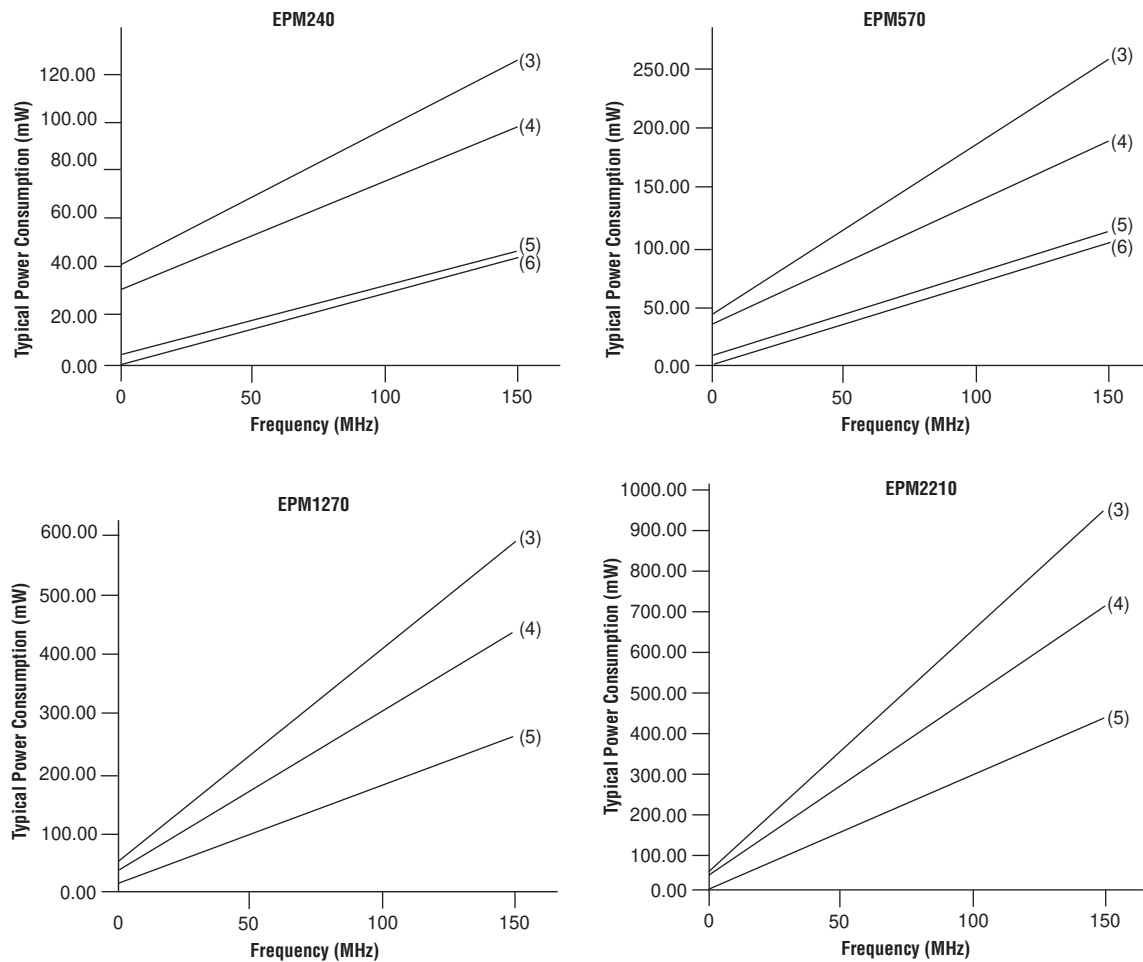 EPM240
Typical Power Consumption (mW)
120.00
100.00
80.00
60.00
40.00
20.00
0.00
(3)
(4)
(5)
(6)
0 50 100 150
Frequency (MHz)
EPM570
Typical Power Consumption (mW)
250.00
200.00
150.00
100.00
50.00
0.00
(3)
(4)
(5)
(6)
0 50 100 150
Frequency (MHz)
EPM1270
Typical Power Consumption (mW)
600.00
500.00
400.00
300.00
200.00
100.00
0.00
(3)
(4)
(5)
0 50 100 150
Frequency (MHz)
EPM2210
Typical Power Consumption (mW)
1000.00
900.00
800.00
700.00
600.00
500.00
400.00
300.00
200.00
100.00
0.00
(3)
(4)
(5)
0 50 100 150
Frequency (MHz)